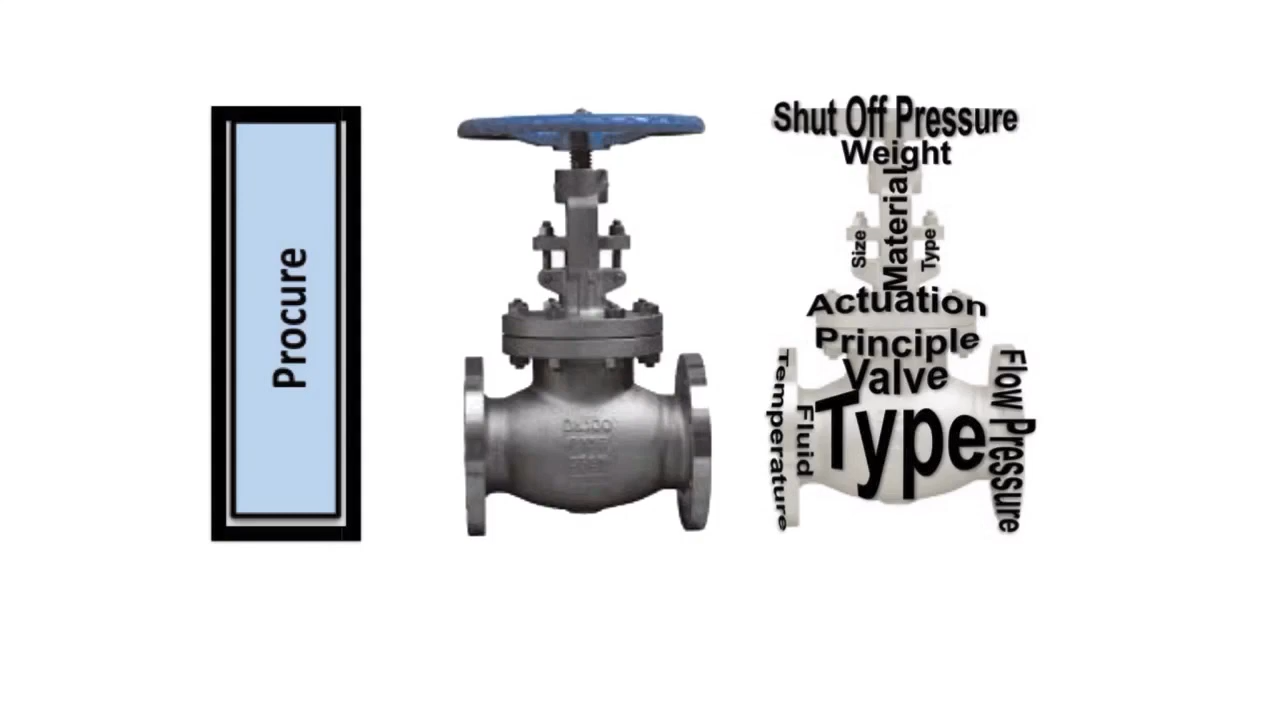 Procure
Shut Off Pressure
Weight
Material
Size
Type
Actuation
Principle
Valve
Type
Temperature
Fluid
Flow Pressure